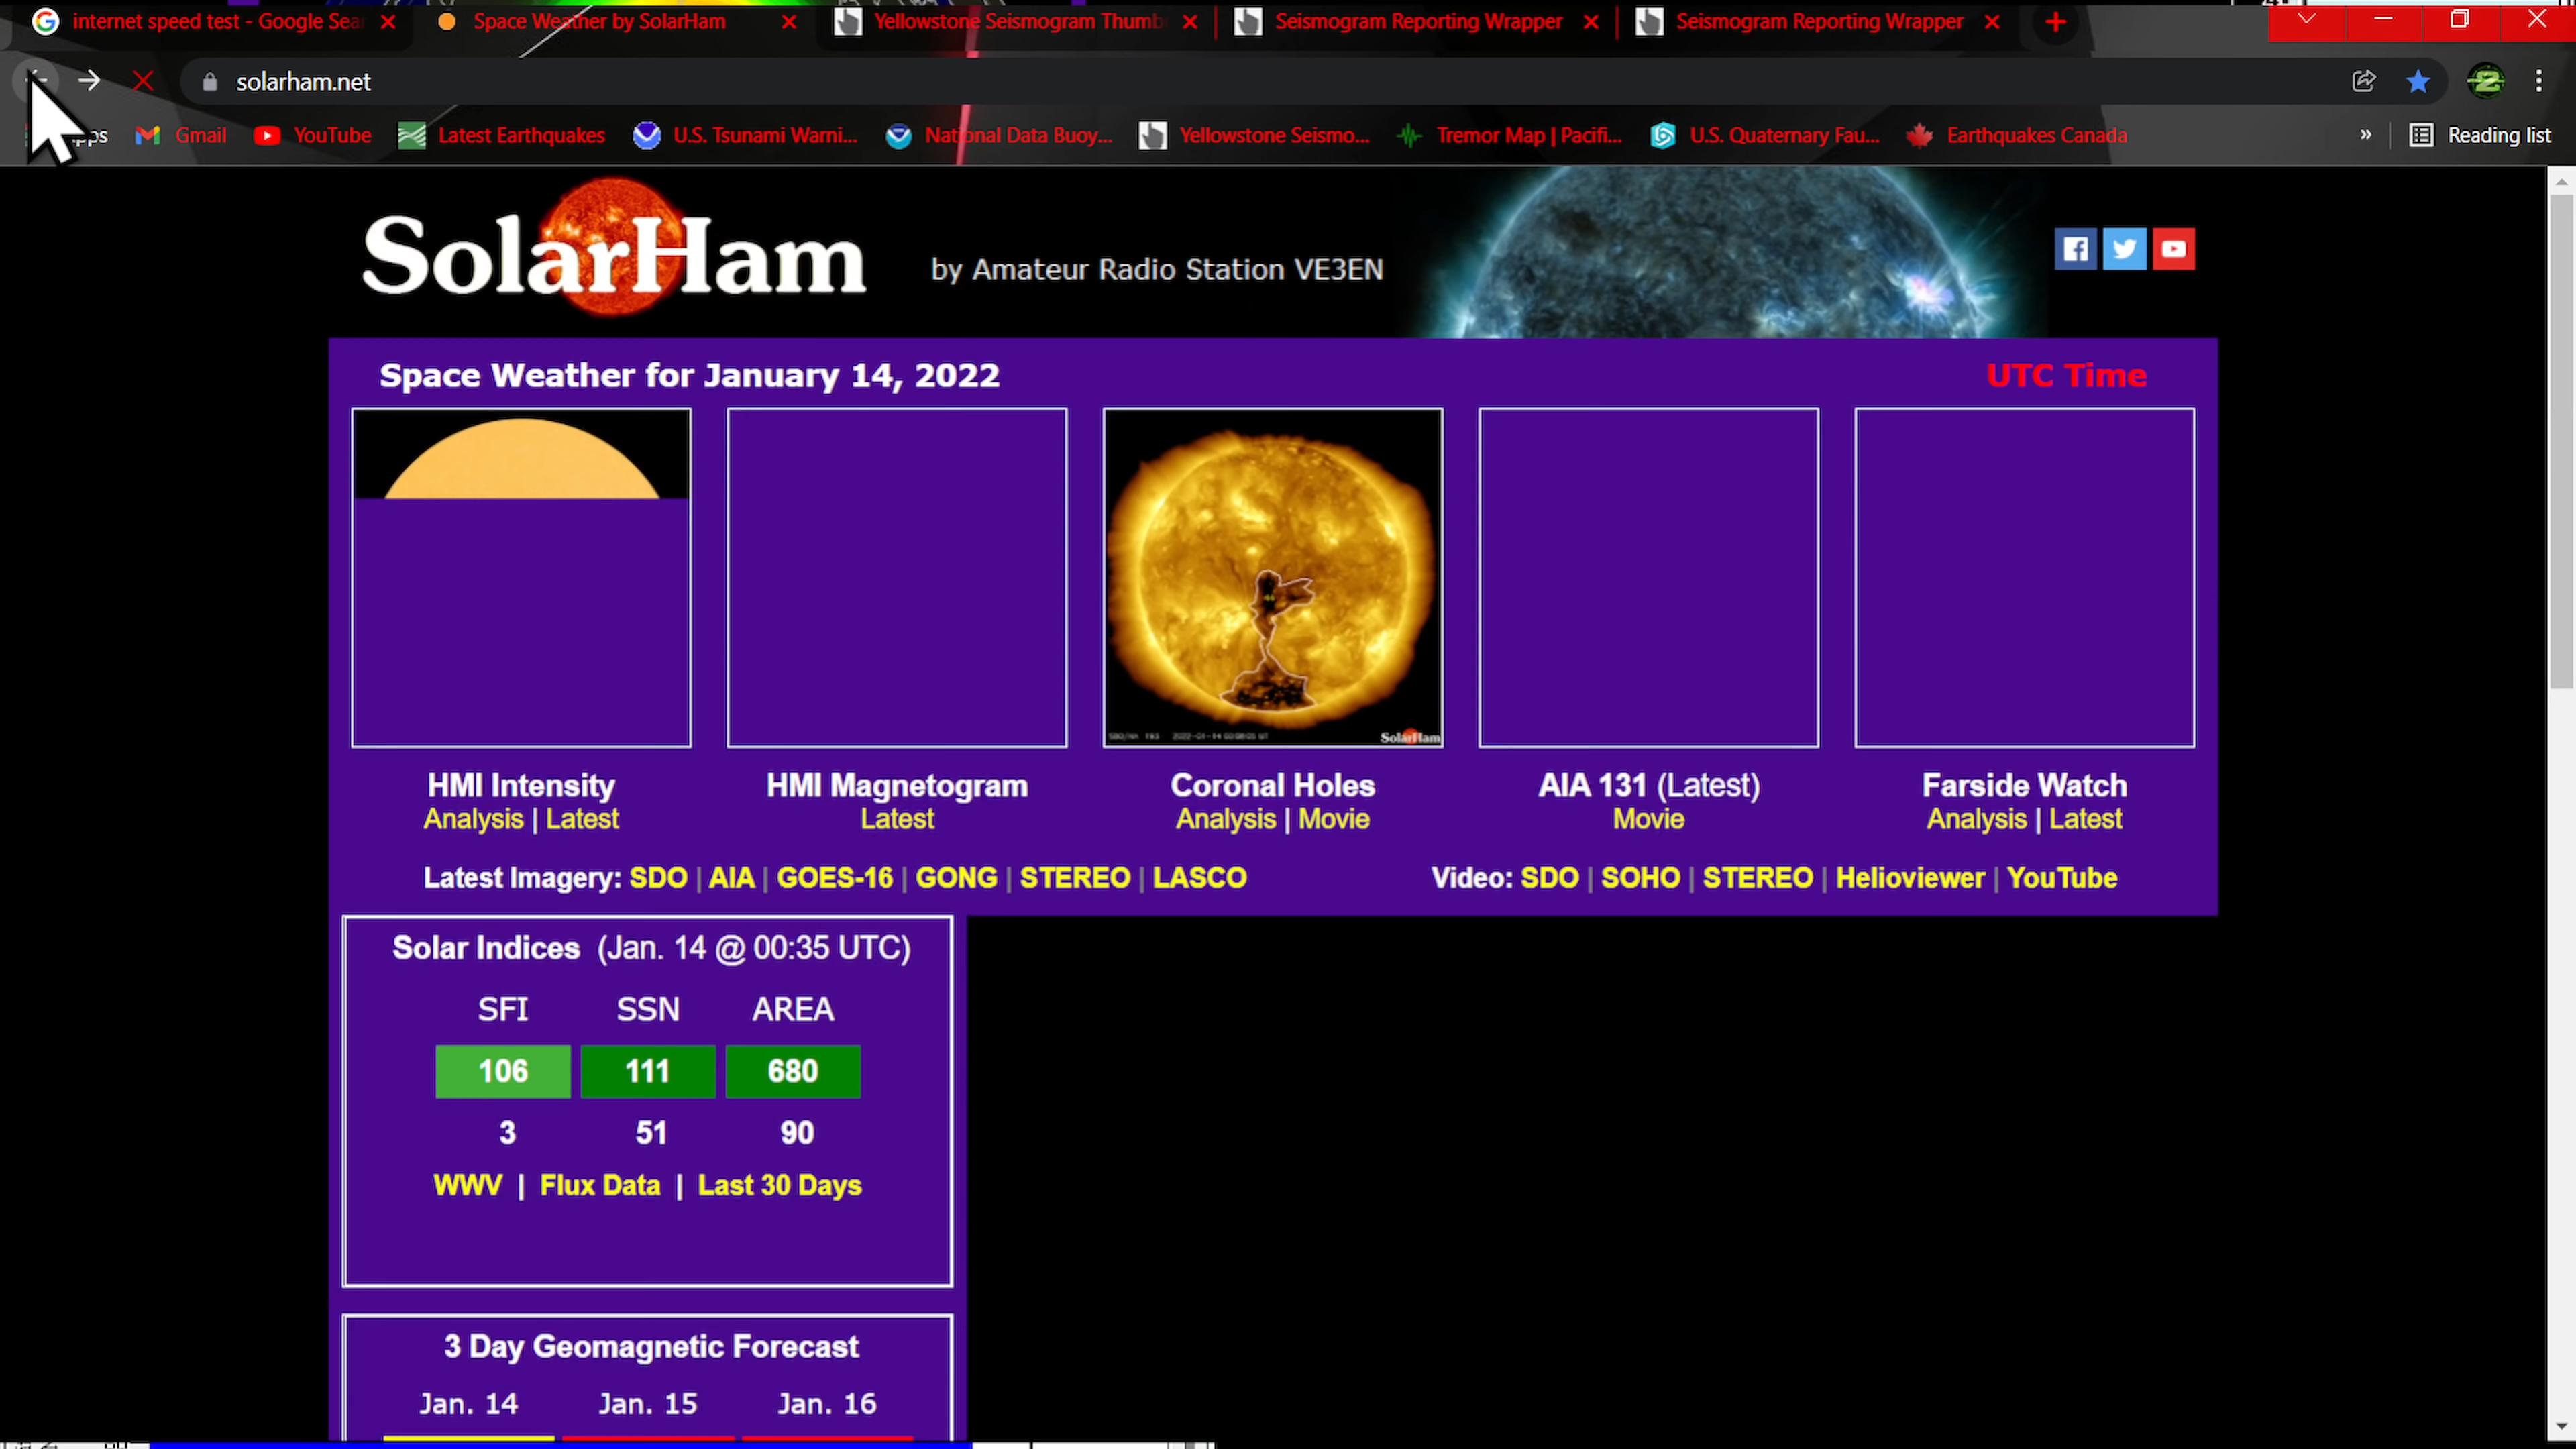 internet speed test - Google Sear
Space Weather by SolarHam
Yellowstone Seismogram Thumb
Seismogram Reporting Wrapper
Seismogram Reporting Wrapper
solarham.net
Gmail
YouTube
Latest Earthquakes
U.S. Tsunami Warni...
National Data Buoy...
Yellowstone Seismo...
Tremor Map | Pacifi...
U.S. Quaternary Fau...
Earthquakes Canada
»
Reading list
SolarHam
by Amateur Radio Station VE3EN
Space Weather for January 14, 2022
UTC Time
SolarHam
HMI Intensity
Analysis | Latest
HMI Magnetogram
Latest
Coronal Holes
Analysis | Movie
AIA 131 (Latest)
Movie
Farside Watch
Analysis | Latest
Latest Imagery: SDO | AIA | GOES-16 | GONG | STEREO | LASCO
Video: SDO | SOHO | STEREO | Helioviewer | YouTube
Solar Indices (Jan. 14 @ 00:35 UTC)
SFI SSN AREA
106 111 680
3 51 90
WWV | Flux Data | Last 30 Days
3 Day Geomagnetic Forecast
Jan. 14 Jan. 15 Jan. 16